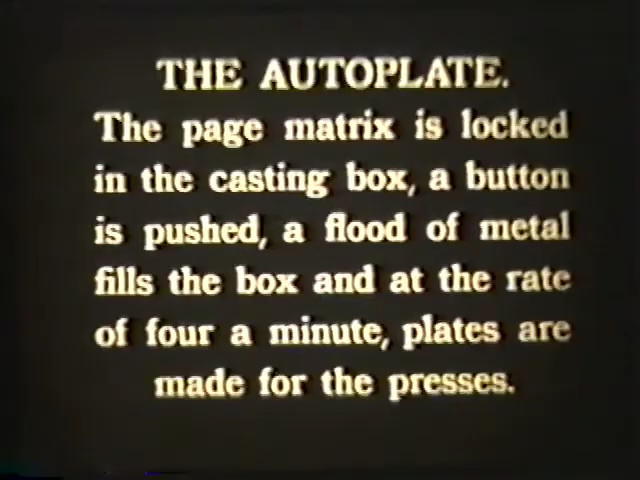 THE AUTOPLATE.
The page matrix is locked
in the casting box, a button
is pushed, a flood of metal
fills the box and at the rate
of four a minute, plates are
made for the presses.